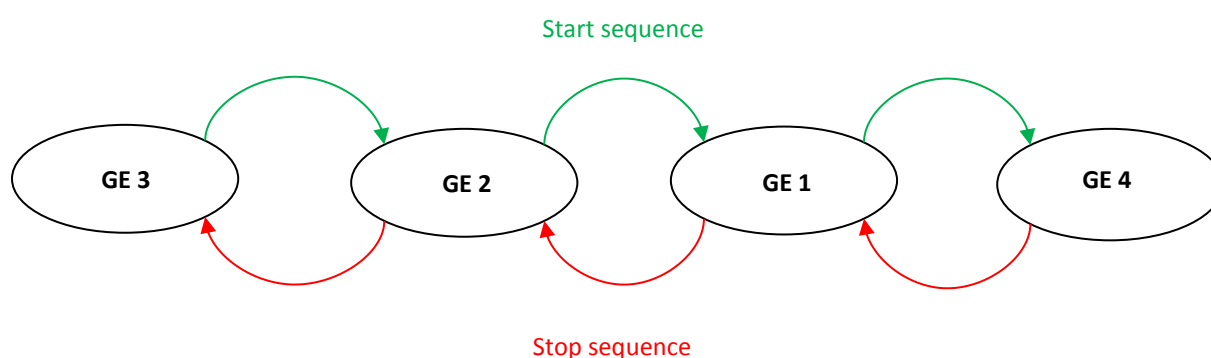 Start sequence
GE 3
GE 2
GE 1
GE 4
Stop sequence